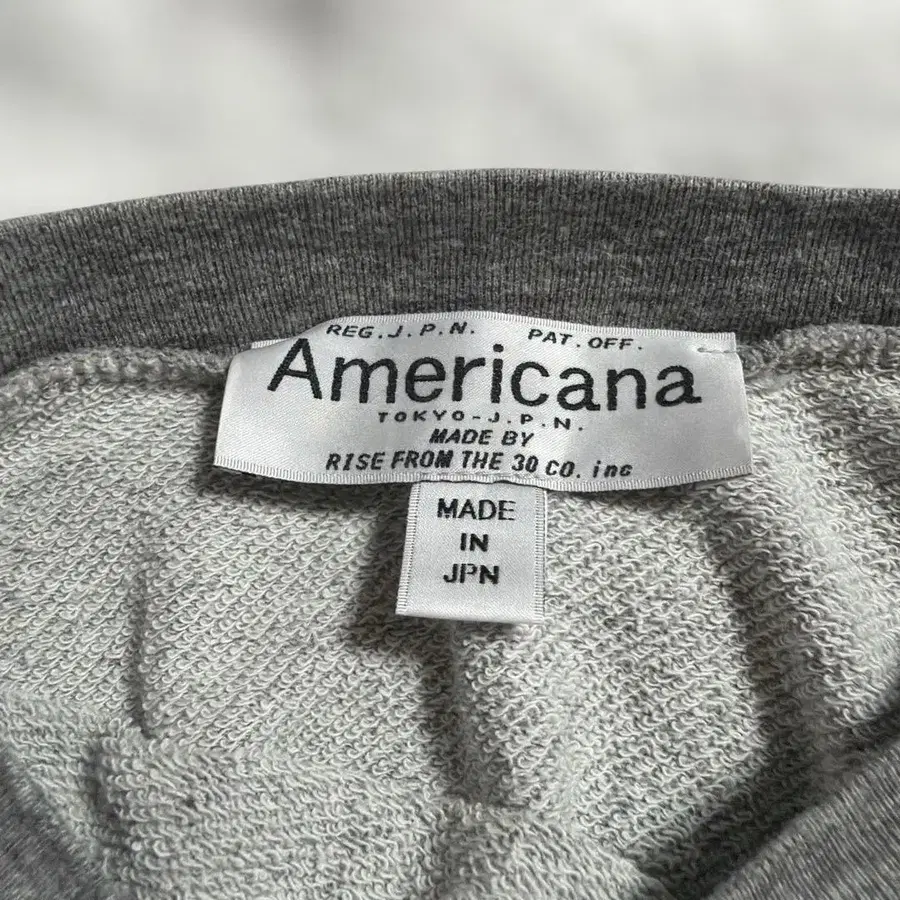 REG.J.P.N. PAT.OFF.
Americana
TOKYO-J.P.N.
MADE BY
RISE FROM THE 30 CO, inc
MADE
IN
JPN